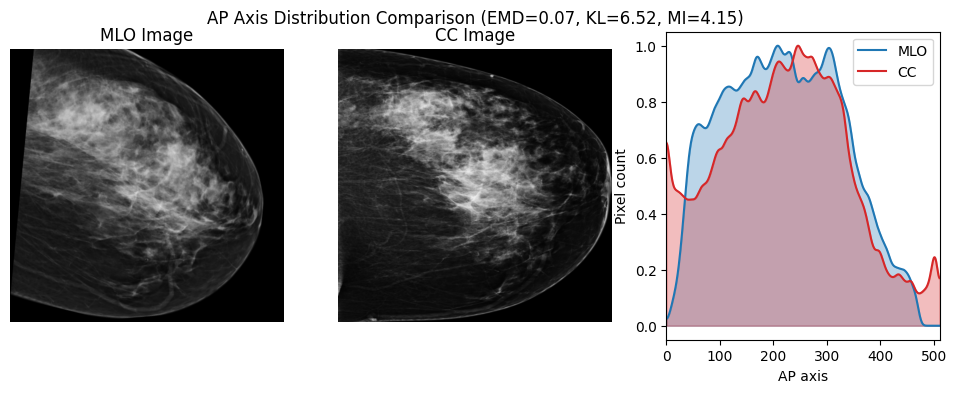 AP Axis Distribution Comparison (EMD=0.07, KL=6.52, MI=4.15)
MLO Image
CC Image
MLO
CC
Pixel count
1.0
0.8
0.6
0.4
0.2
0.0
0 100 200 300 400 500
AP axis